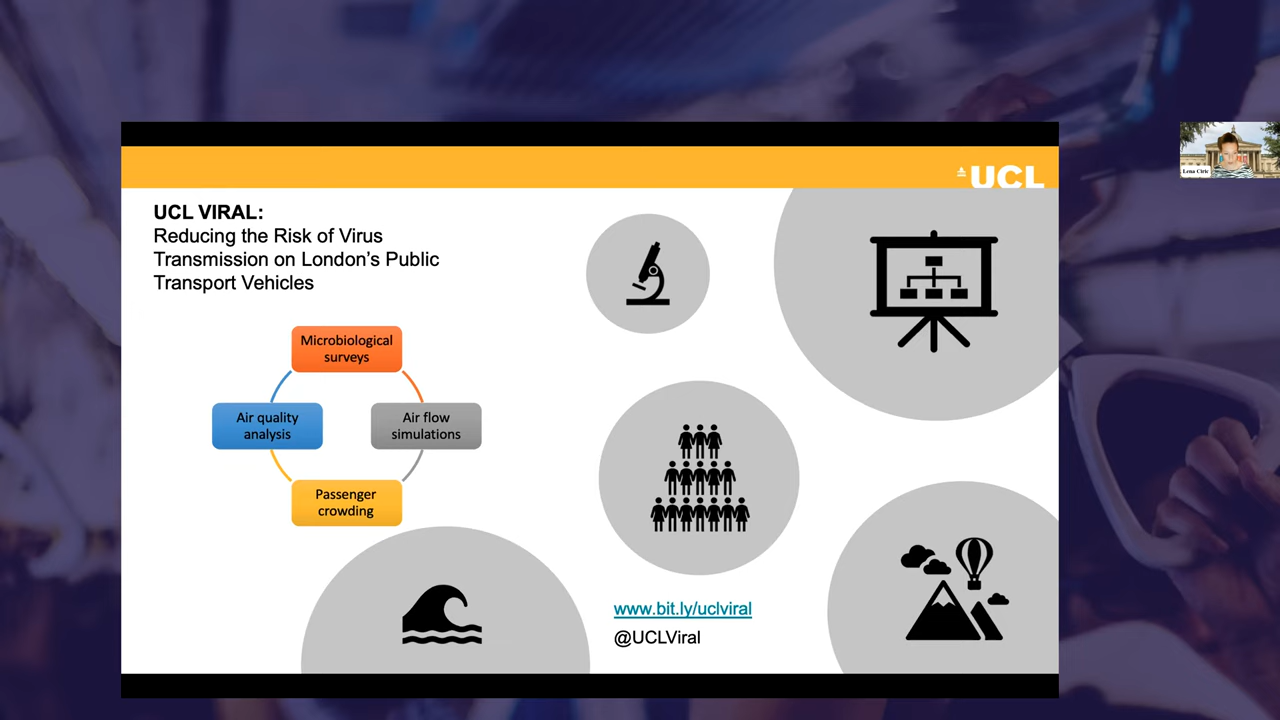 UCL
UCL VIRAL:
Reducing the Risk of Virus
Transmission on London's Public
Transport Vehicles
Microbiological
surveys
Air quality
analysis
Air flow
simulations
Passenger
crowding
www.bit.ly/uclviral
@UCLViral
Lena Ciric